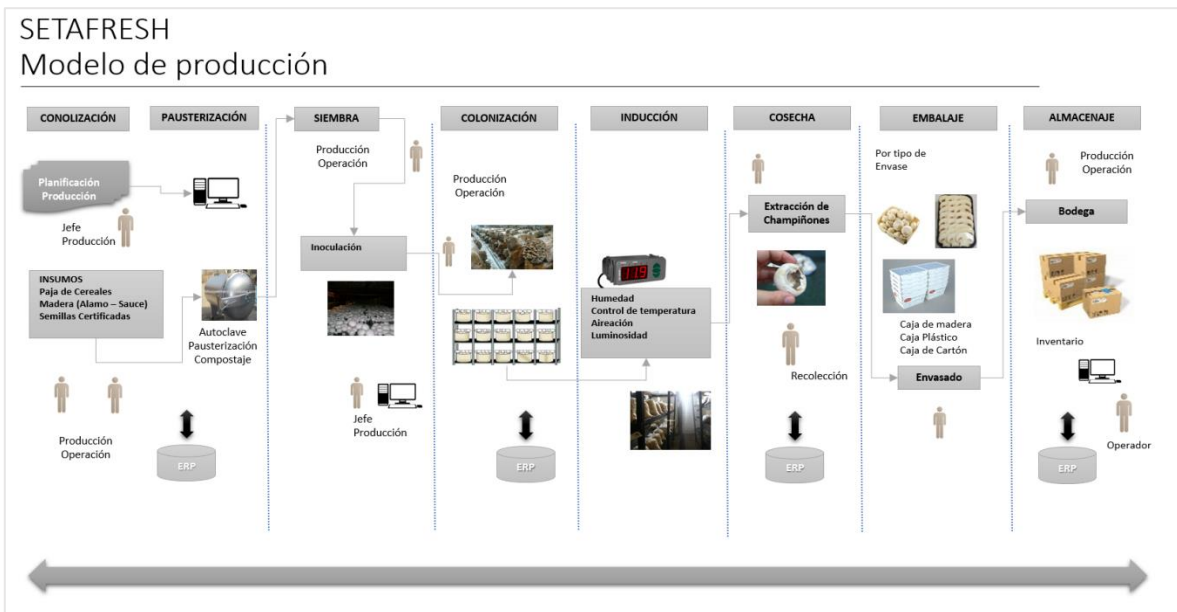 SETAFRESH
Modelo de producción
CONOLIZACIÓN
PAUSTERIZACIÓN
SIEMBRA
COLONIZACIÓN
INDUCCIÓN
COSECHA
EMBALAJE
ALMACENAJE
Planificación
Producción
Jefe
Producción
INSUMOS
Paja de Cereales
Madera (Alamo – Sauce)
Semillas Certificadas
Producción
Operación
Autoclave
Pausterización
Compostaje
ERP
Producción
Operación
Inoculación
Jefe
Producción
Producción
Operación
ERP
11.9
Humedad
Control de temperatura
Aireación
Luminosidad
Extracción de
Champiñones
Recolección
ERP
Por tipo de
Envase
Caja de madera
Caja Plástico
Caja de Cartón
Envasado
Producción
Operación
Bodega
Inventario
Operador
ERP